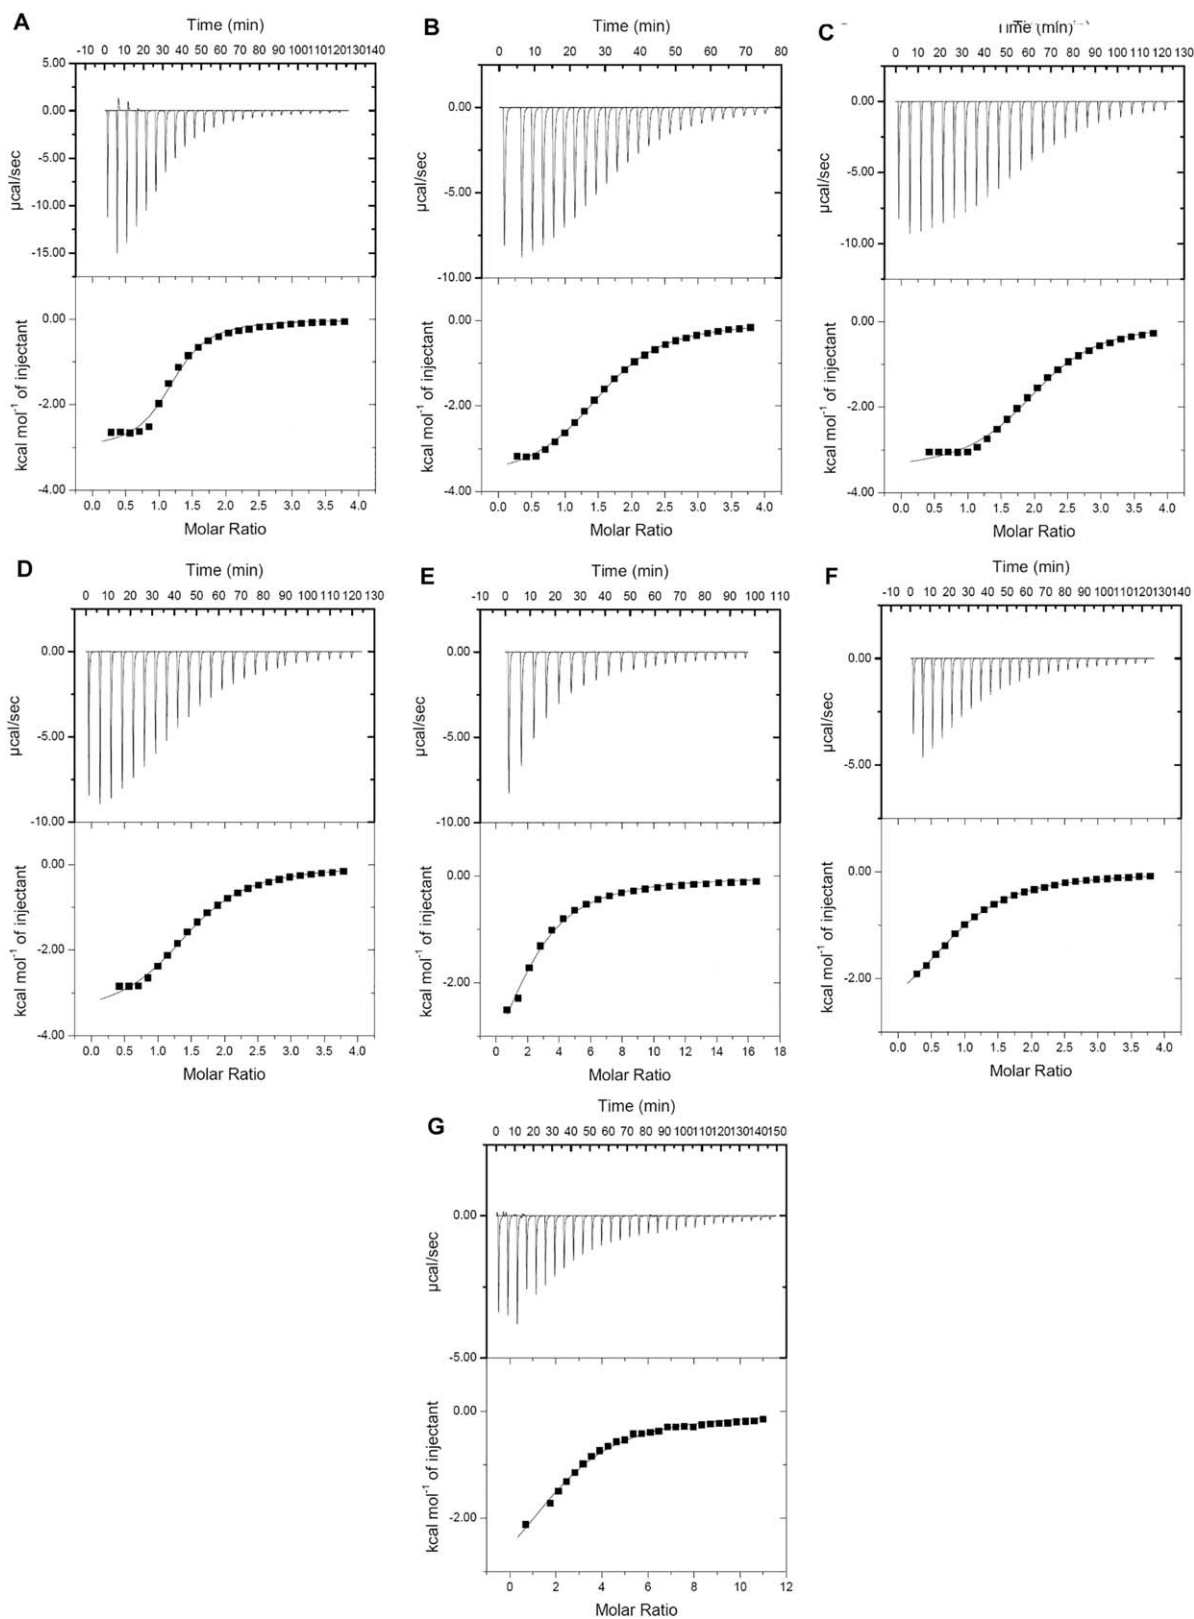 A
Time (min)
-10 0 10 20 30 40 50 60 70 80 90 100110120130140
5.00
0.00
-5.00
-10.00
-15.00
µcal/sec
0.00
-2.00
-4.00
kcal mol-1 of injectant
0.0 0.5 1.0 1.5 2.0 2.5 3.0 3.5 4.0
Molar Ratio
B
Time (min)
0 10 20 30 40 50 60 70 80
0.00
-5.00
-10.00
µcal/sec
0.00
-2.00
-4.00
kcal mol-1 of injectant
0.0 0.5 1.0 1.5 2.0 2.5 3.0 3.5 4.0
Molar Ratio
C
Time (min)
0 10 20 30 40 50 60 70 80 90 100 110 120 130
0.00
-5.00
-10.00
µcal/sec
0.00
-2.00
-4.00
kcal mol-1 of injectant
0.0 0.5 1.0 1.5 2.0 2.5 3.0 3.5 4.0
Molar Ratio
D
Time (min)
0 10 20 30 40 50 60 70 80 90 100 110 120 130
0.00
-5.00
-10.00
µcal/sec
0.00
-2.00
-4.00
kcal mol-1 of injectant
0.0 0.5 1.0 1.5 2.0 2.5 3.0 3.5 4.0
Molar Ratio
E
Time (min)
-10 0 10 20 30 40 50 60 70 80 90 100 110
0.00
-5.00
-10.00
µcal/sec
0.00
-2.00
kcal mol-1 of injectant
0 2 4 6 8 10 12 14 16 18
Molar Ratio
F
Time (min)
-10 0 10 20 30 40 50 60 70 80 90 100110120130140
0.00
-5.00
µcal/sec
0.00
-2.00
kcal mol-1 of injectant
0.0 0.5 1.0 1.5 2.0 2.5 3.0 3.5 4.0
Molar Ratio
G
Time (min)
0 10 20 30 40 50 60 70 80 90 100110120130140150
0.00
-5.00
µcal/sec
0.00
-2.00
kcal mol-1 of injectant
0 2 4 6 8 10 12
Molar Ratio